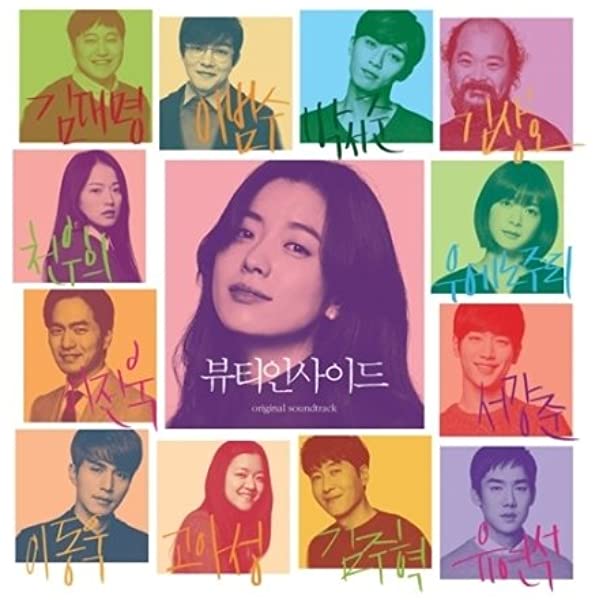 김대명
이범수
박서준
김상호
천우희
우에노주리
이진욱
뷰티인사이드
original soundtrack
서강준
이동욱
고아성
김주혁
유연석